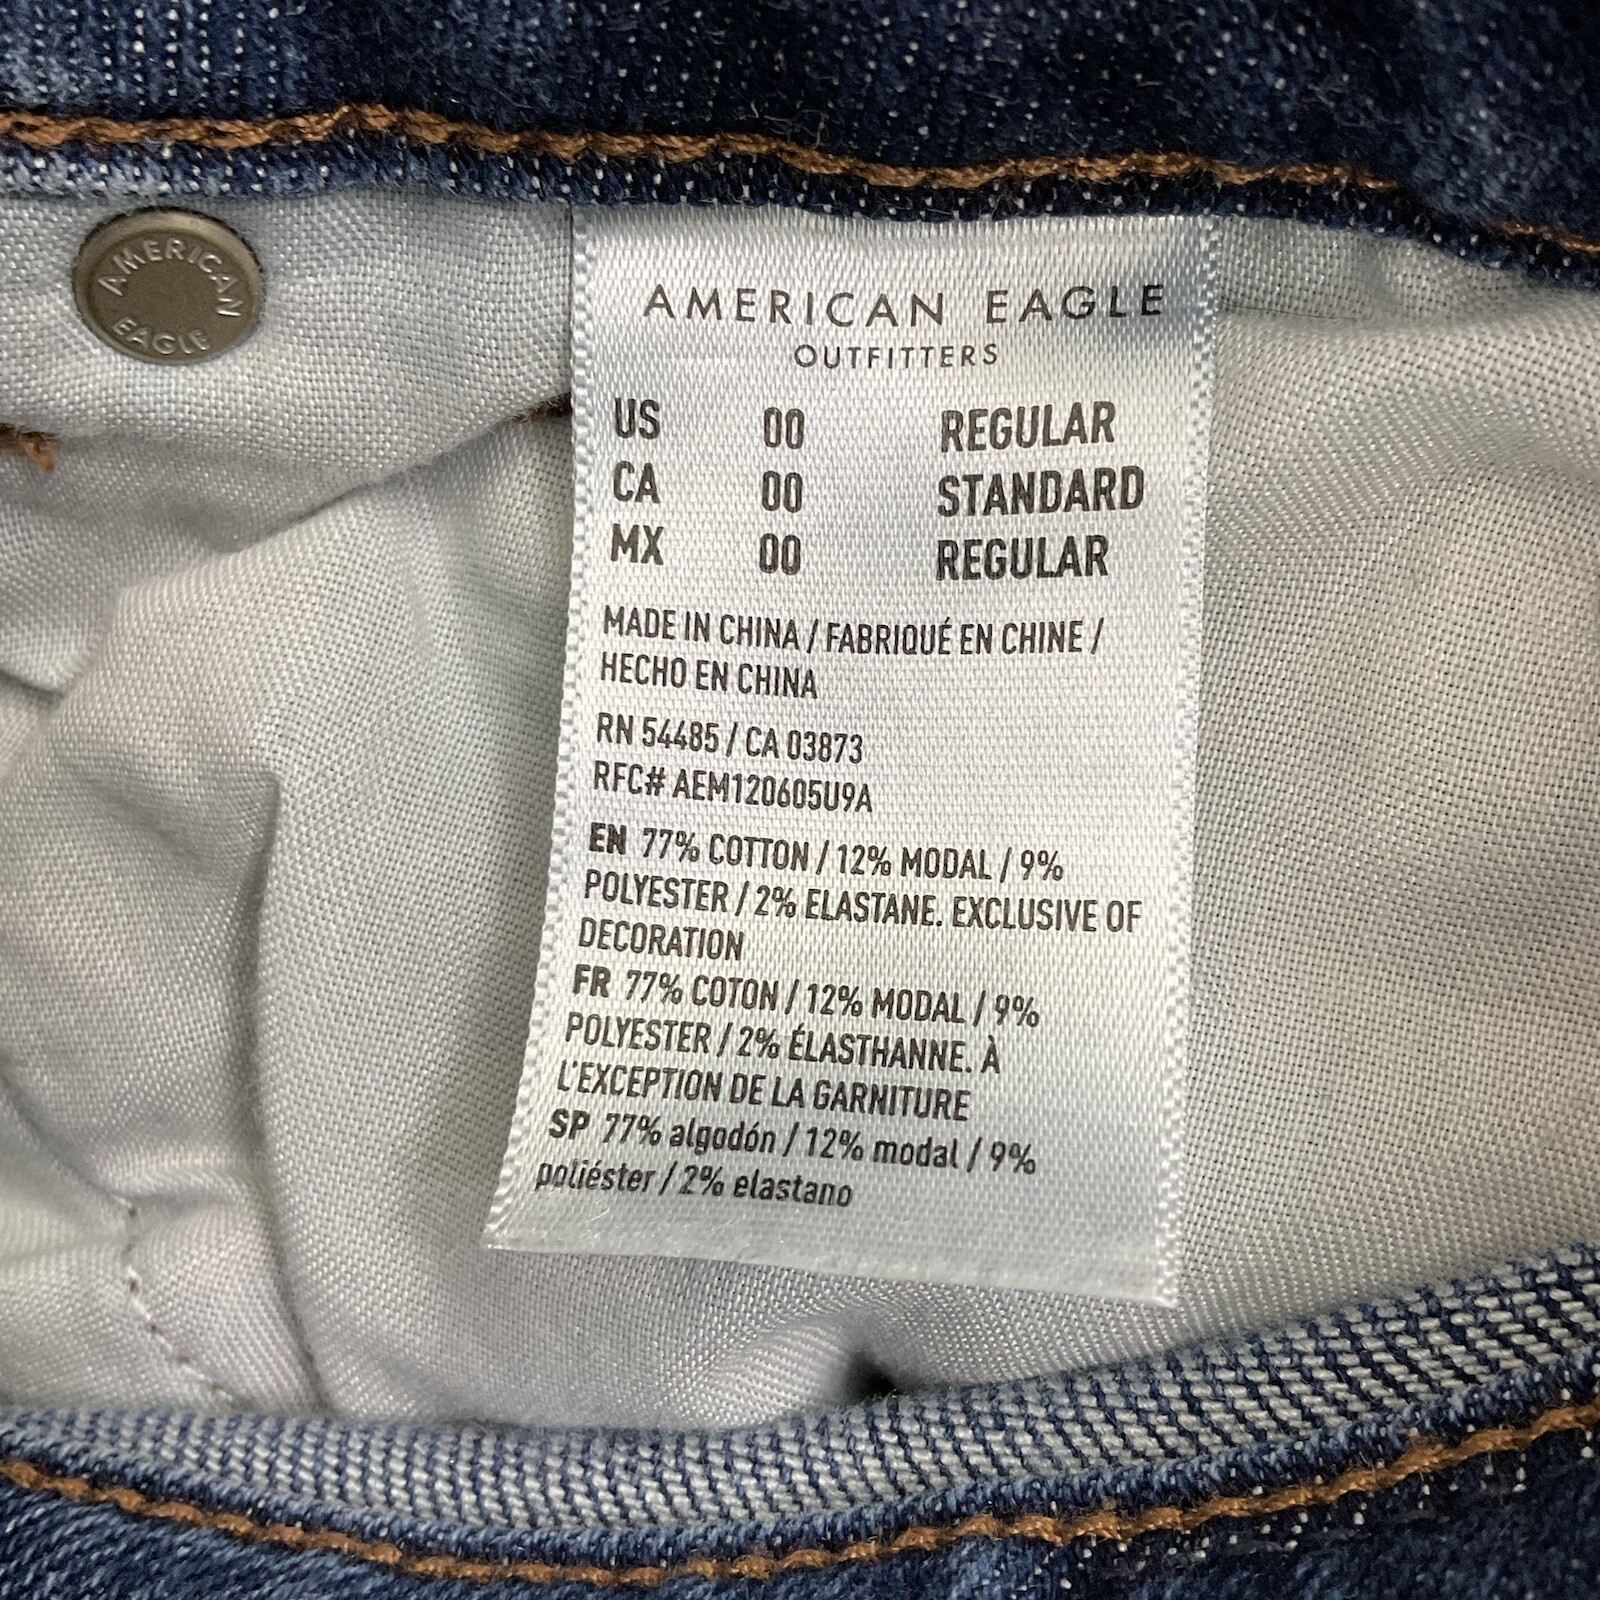 AMERICAN
EAGLE
AMERICAN EAGLE
OUTFITTERS
US 00 REGULAR
CA 00 STANDARD
MX 00 REGULAR
MADE IN CHINA / FABRIQUÉ EN CHINE /
HECHO EN CHINA
RN 54485 / CA 03873
RFC# AEM120605U9A
EN 77% COTTON / 12% MODAL / 9%
POLYESTER / 2% ELASTANE. EXCLUSIVE OF
DECORATION
FR 77% COTON / 12% MODAL / 9%
POLYESTER / 2% ÉLASTHANNE. À
L'EXCEPTION DE LA GARNITURE
SP 77% algodón / 12% modal / 9%
poliéster / 2% elastano